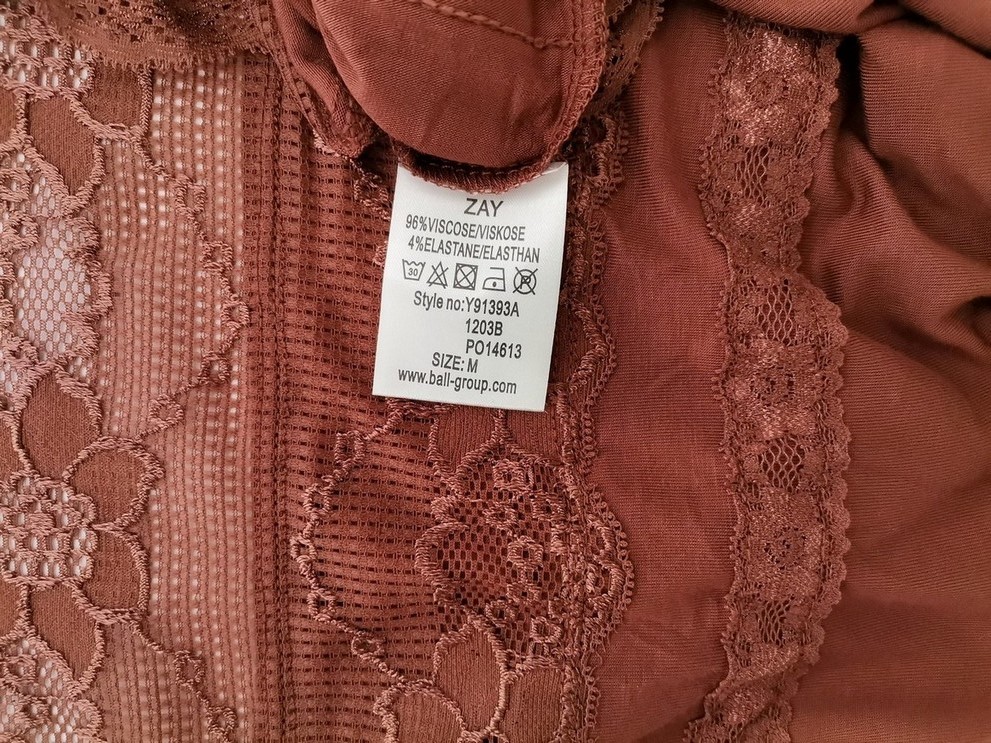 ZAY
96%VISCOSE/VISKOSE
4%ELASTANE/ELASTHAN
30 P
Style no:Y91393A
1203B
PO14613
SIZE: M
www.ball-group.com